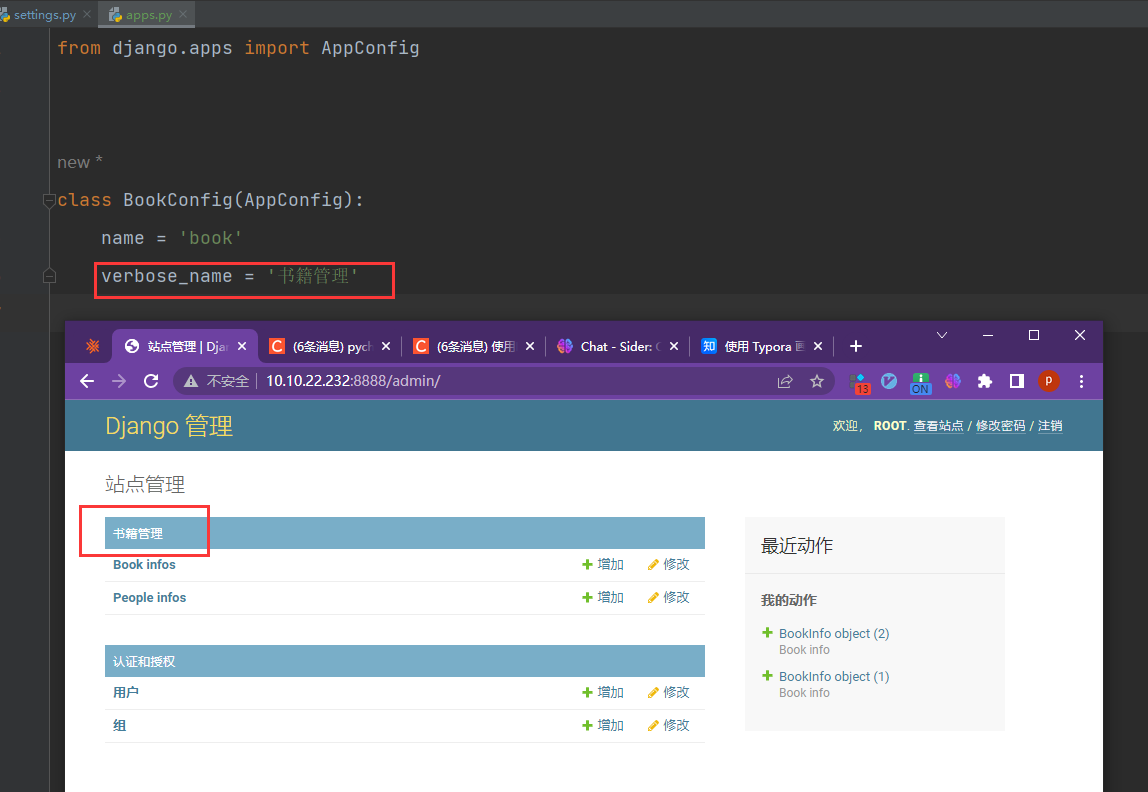 settings.py
apps.py
from django.apps import AppConfig
new *
class BookConfig(AppConfig):
name = 'book'
verbose_name = '书籍管理'
站点管理 | Djan
(6条消息) pych
(6条消息) 使用
Chat - Sider: C
知 使用 Typora 画
不安全 10.10.22.232:8888/admin/
13
ON
p
Django 管理
欢迎， ROOT. 查看站点 / 修改密码 / 注销
站点管理
书籍管理
Book infos 增加 修改
People infos 增加 修改
认证和授权
用户 增加 修改
组 增加 修改
最近动作
我的动作
BookInfo object (2)
Book info
BookInfo object (1)
Book info